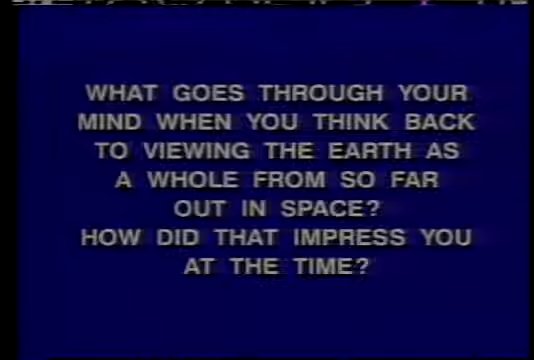 WHAT GOES THROUGH YOUR
MIND WHEN YOU THINK BACK
TO VIEWING THE EARTH AS
A WHOLE FROM SO FAR
OUT IN SPACE?
HOW DID THAT IMPRESS YOU
AT THE TIME?